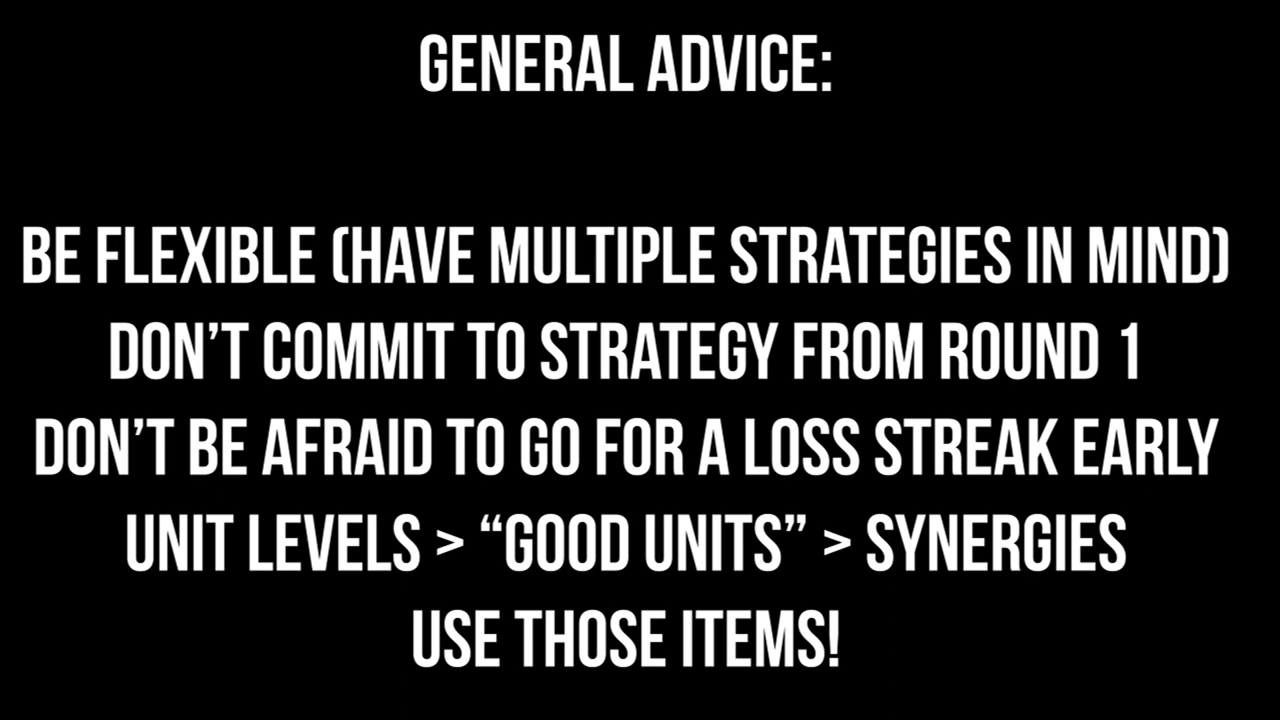 GENERAL ADVICE:
BE FLEXIBLE (HAVE MULTIPLE STRATEGIES IN MIND)
DON’T COMMIT TO STRATEGY FROM ROUND 1
DON’T BE AFRAID TO GO FOR A LOSS STREAK EARLY
UNIT LEVELS > “GOOD UNITS” > SYNERGIES
USE THOSE ITEMS!